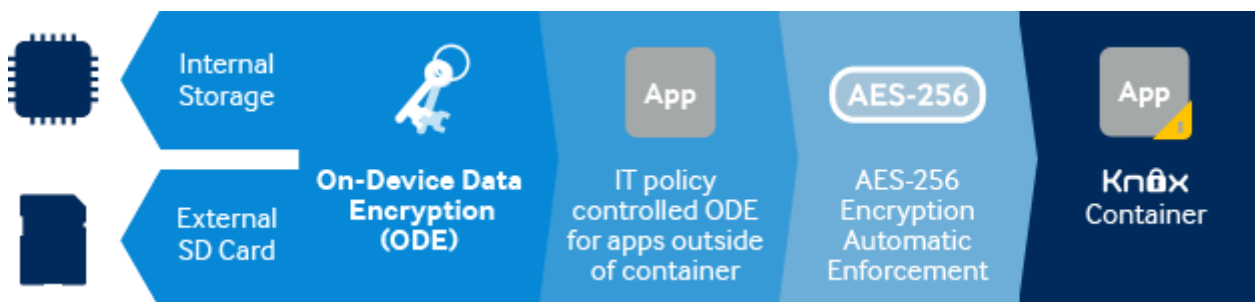 Internal
Storage
External
SD Card
On-Device Data
Encryption
(ODE)
App
IT policy
controlled ODE
for apps outside
of container
AES-256
AES-256
Encryption
Automatic
Enforcement
App
Knox
Container